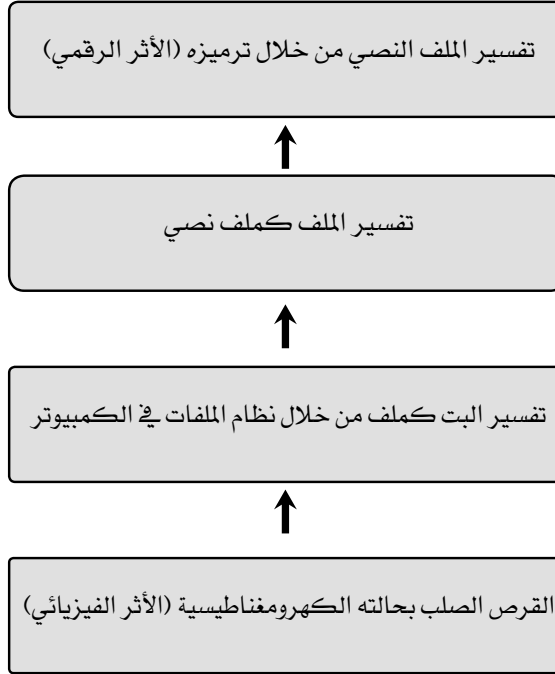 تفسير الملف النصي من خلال ترميزه (الأثر الرقمي)
تفسير الملف كملف نصي
تفسير البت كملف من خلال نظام الملفات في الكمبيوتر
القرص الصلب بحالته الكهرومغناطيسية (الأثر الفيزيائي)